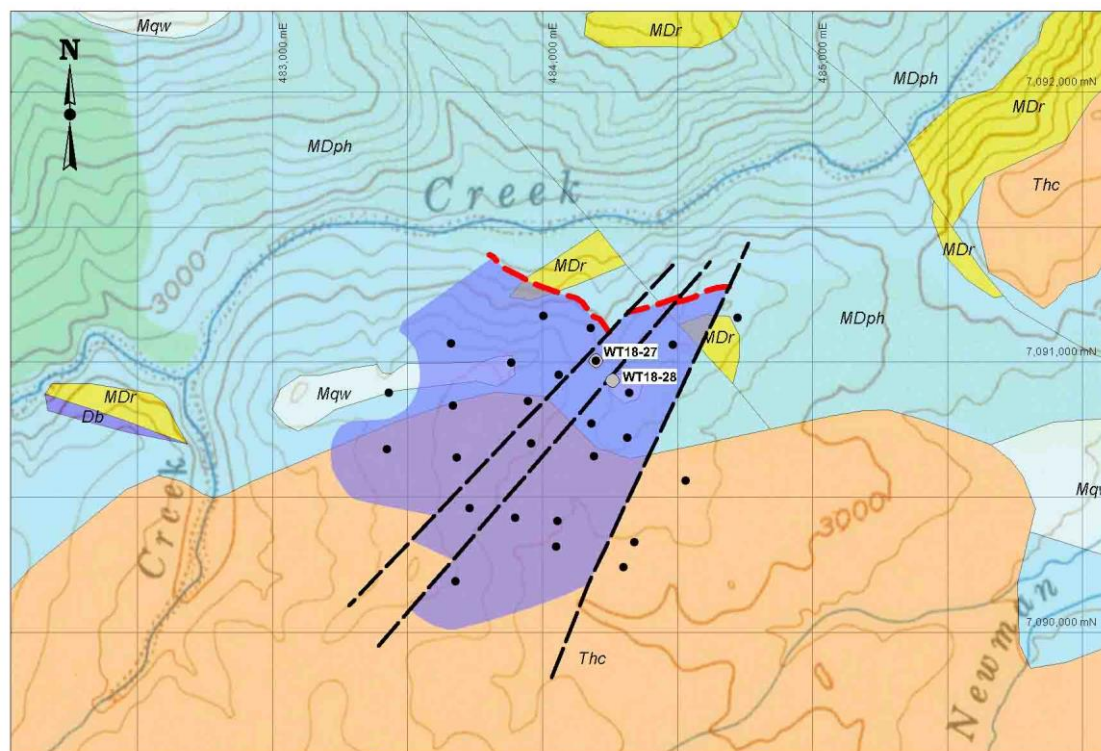 Mqw
N
483,000 mE
484,000 mE
MDr
485,000 mE
MDph
7,092,000 mN
MDr
MDph
Creek
Thc
3000
MDr
MDr
MDph
WT18-27
7,091,000 mN
MDr
WT18-28
Mqw
MDr
Db
Mqw
Creek
3000
Newman
7,090,000 mN
Thc